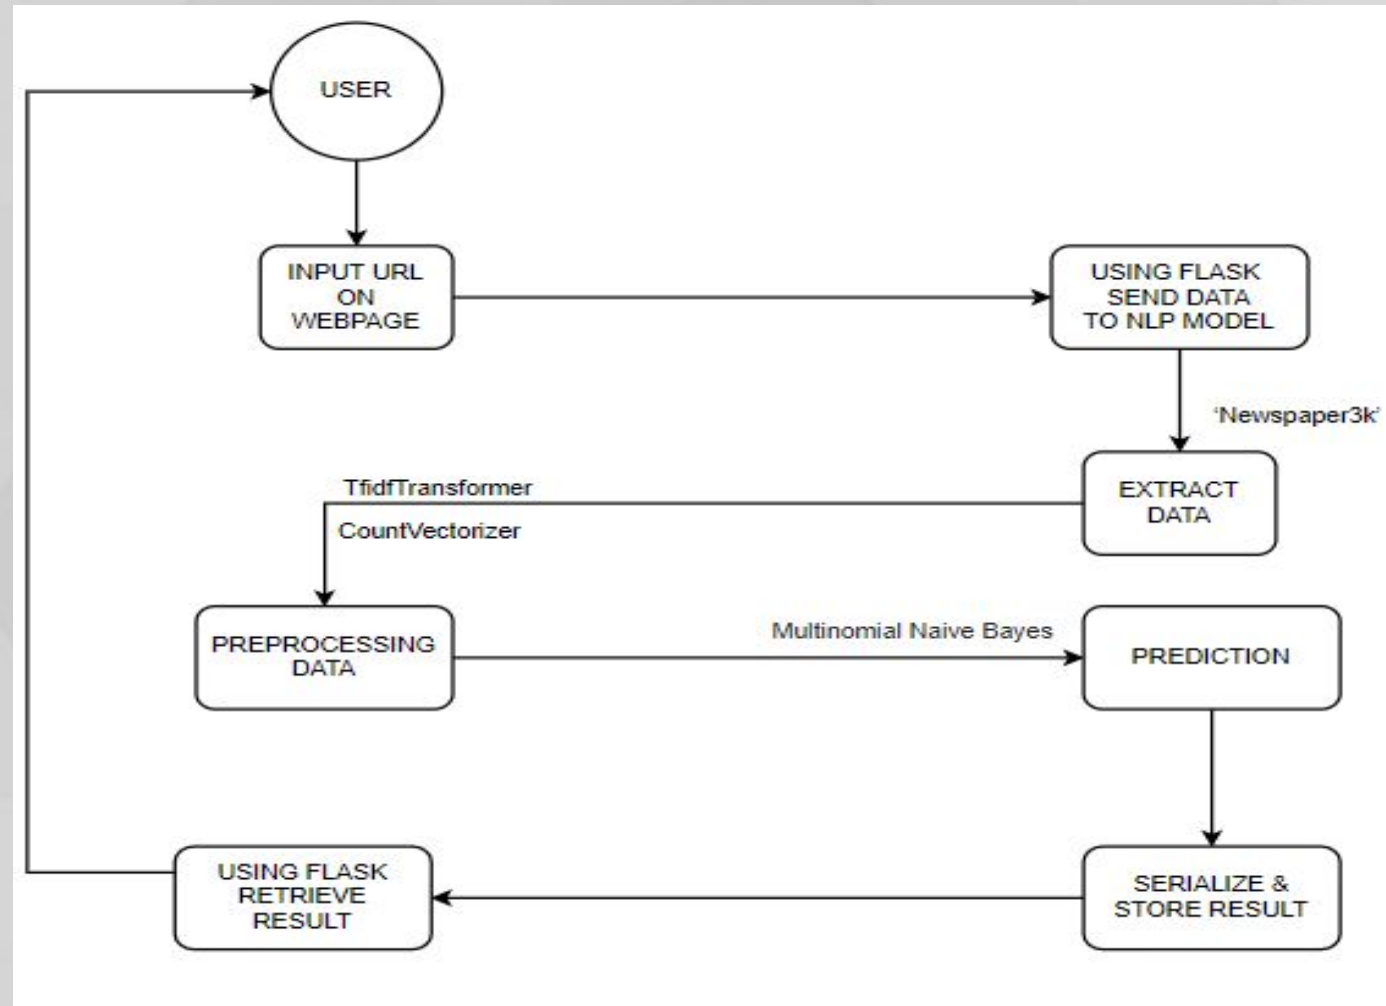 USER
INPUT URL
ON
WEBPAGE
USING FLASK
SEND DATA
TO NLP MODEL
‘Newspaper3k’
EXTRACT
DATA
TfidfTransformer
CountVectorizer
PREPROCESSING
DATA
Multinomial Naive Bayes
PREDICTION
USING FLASK
RETRIEVE
RESULT
SERIALIZE &
STORE RESULT